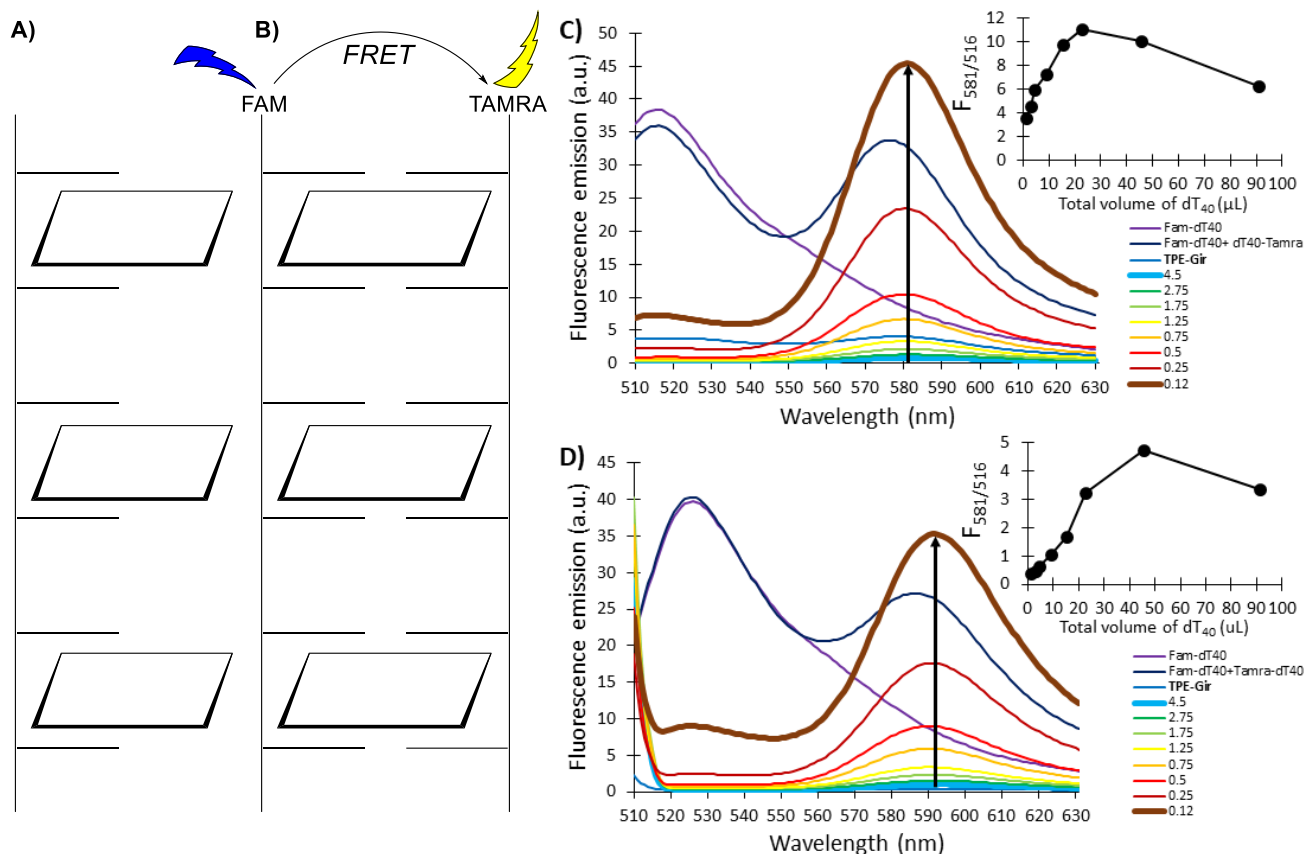 A)
B)
FRET
FAM
TAMRA
C)
Fluorescence emission (a.u.)
50
45
40
35
30
25
20
15
10
5
0
510 520 530 540 550 560 570 580 590 600 610 620 630
Wavelength (nm)
F581/516
12
10
8
6
4
2
0
0 10 20 30 40 50 60 70 80 90 100
Total volume of dT40 (µL)
Fam-dT40
Fam-dT40+ dT40-Tamra
TPE-Gir
4.5
2.75
1.75
1.25
0.75
0.5
0.25
0.12
D)
Fluorescence emission (a.u.)
45
40
35
30
25
20
15
10
5
0
510 520 530 540 550 560 570 580 590 600 610 620 630
Wavelength (nm)
F581/516
5
4
3
2
1
0
0 10 20 30 40 50 60 70 80 90 100
Total volume of dT40 (uL)
Fam-dT40
Fam-dT40+Tamra-dT40
TPE-Gir
4.5
2.75
1.75
1.25
0.75
0.5
0.25
0.12